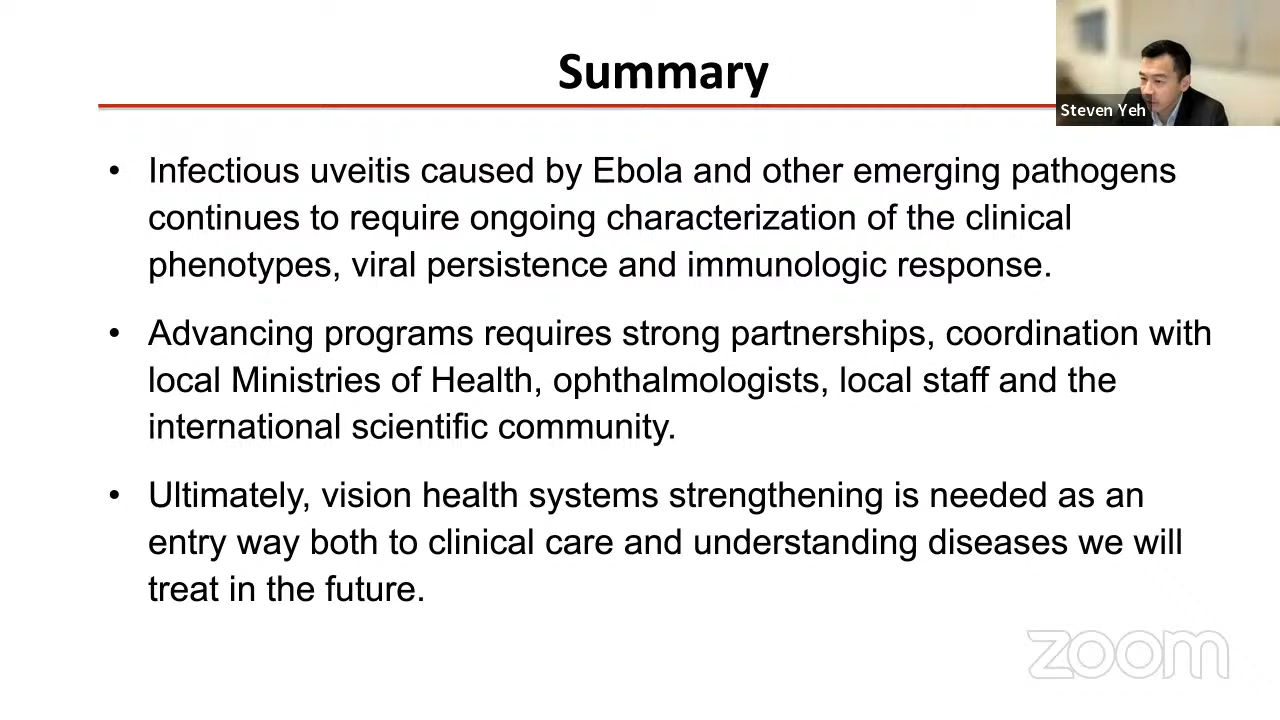 Summary
Steven Yeh
• Infectious uveitis caused by Ebola and other emerging pathogens
continues to require ongoing characterization of the clinical
phenotypes, viral persistence and immunologic response.
• Advancing programs requires strong partnerships, coordination with
local Ministries of Health, ophthalmologists, local staff and the
international scientific community.
• Ultimately, vision health systems strengthening is needed as an
entry way both to clinical care and understanding diseases we will
treat in the future.
zoom